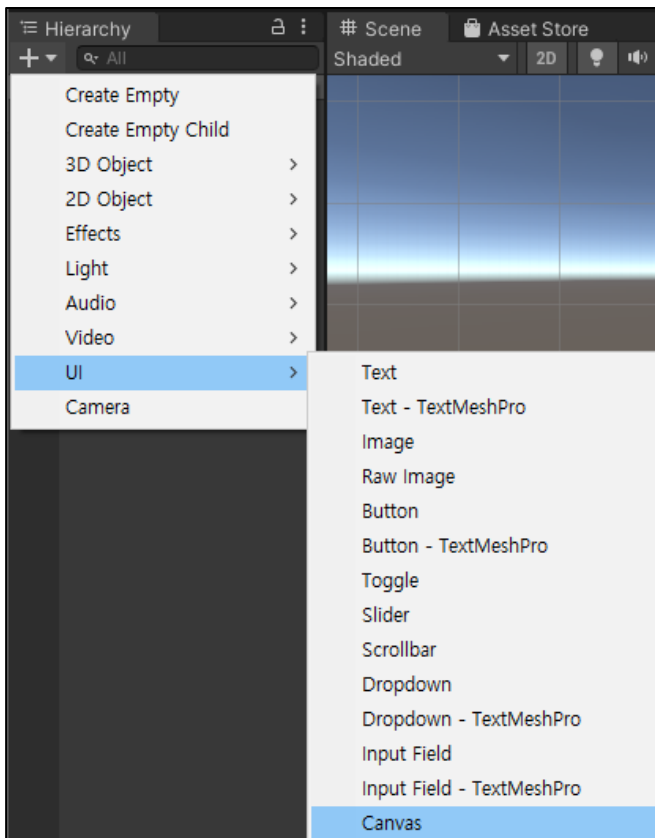 Hierarchy
All
# Scene
Asset Store
Shaded
2D
Create Empty
Create Empty Child
3D Object
2D Object
Effects
Light
Audio
Video
UI
Camera
Text
Text - TextMeshPro
Image
Raw Image
Button
Button - TextMeshPro
Toggle
Slider
Scrollbar
Dropdown
Dropdown - TextMeshPro
Input Field
Input Field - TextMeshPro
Canvas